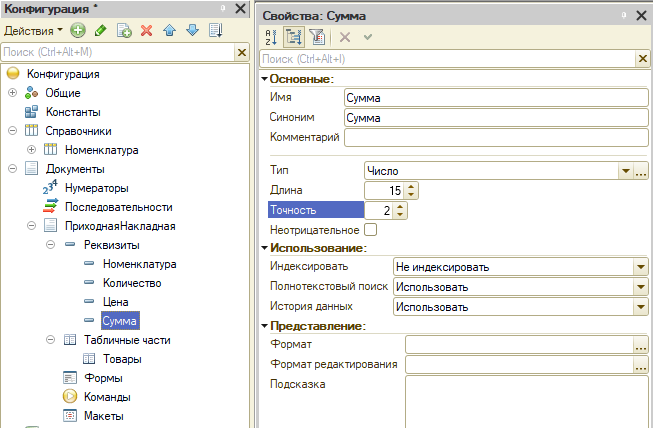 Конфигурация *
Действия
Поиск (Ctrl+Alt+M)
Конфигурация
Общие
Константы
Справочники
Номенклатура
Документы
Нумераторы
Последовательности
ПриходнаяНакладная
Реквизиты
Номенклатура
Количество
Цена
Сумма
Табличные части
Товары
Формы
Команды
Макеты
Свойства: Сумма
Поиск (Ctrl+Alt+I)
Основные:
Имя Сумма
Синоним Сумма
Комментарий
Тип Число
Длина 15
Точность 2
Неотрицательное
Использование:
Индексировать Не индексировать
Полнотекстовый поиск Использовать
История данных Использовать
Представление:
Формат
Формат редактирования
Подсказка